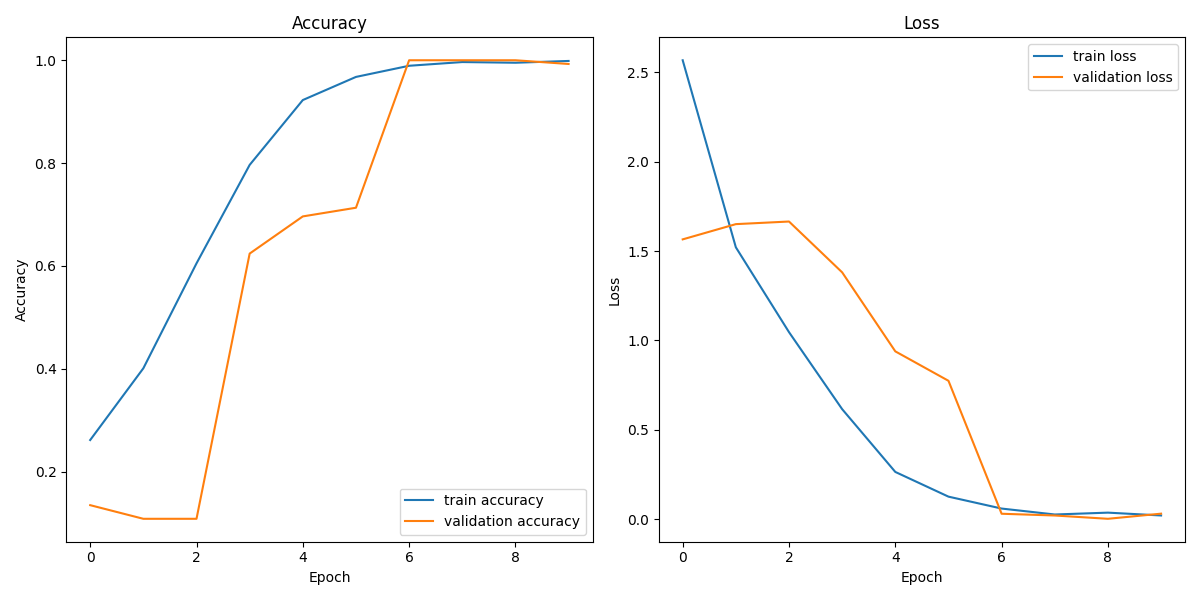 Accuracy
1.0
0.8
0.6
0.4
0.2
Accuracy
train accuracy
validation accuracy
0 2 4 6 8
Epoch
Loss
2.5
2.0
1.5
1.0
0.5
0.0
Loss
train loss
validation loss
0 2 4 6 8
Epoch